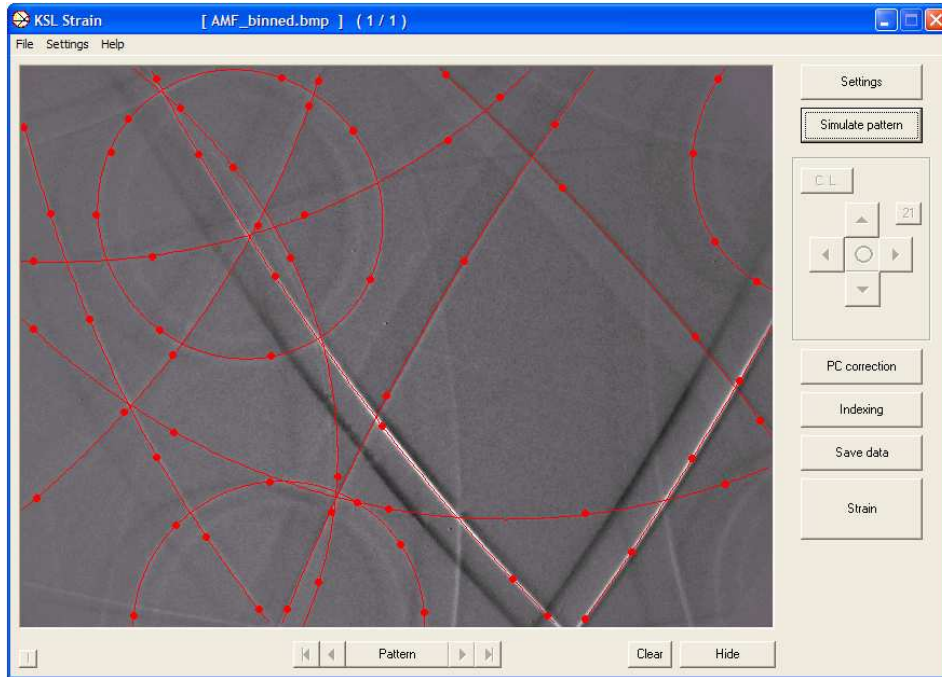 KSL Strain [ AMF_binned.bmp ] ( 1 / 1 )
File Settings Help
Settings
Simulate pattern
C L
21
PC correction
Indexing
Save data
Strain
I
Pattern
Clear
Hide